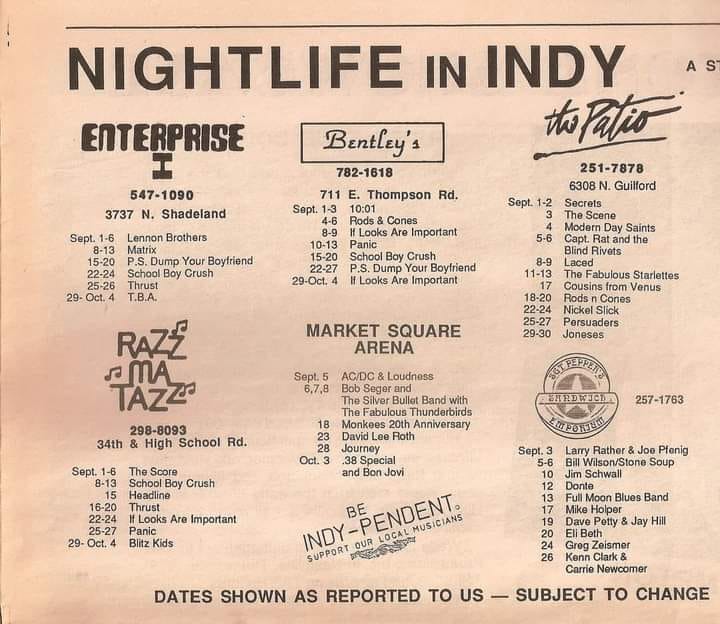 NIGHTLIFE IN INDY
A ST
ENTERPRISE
I
547-1090
3737 N. Shadeland
Sept. 1-6 Lennon Brothers
8-13 Matrix
15-20 P.S. Dump Your Boyfriend
22-24 School Boy Crush
25-26 Thrust
29- Oct. 4 T.B.A.
RAZZ
MA
TAZZ
298-8093
34th & High School Rd.
Sept. 1-6 The Score
8-13 School Boy Crush
15 Headline
16-20 Thrust
22-24 If Looks Are Important
25-27 Panic
29- Oct. 4 Blitz Kids
Bentley's
782-1618
711 E. Thompson Rd.
Sept. 1-3 10:01
4-6 Rods & Cones
8-9 If Looks Are Important
10-13 Panic
15-20 School Boy Crush
22-27 P.S. Dump Your Boyfriend
29-Oct. 4 If Looks Are Important
MARKET SQUARE
ARENA
Sept. 5 AC/DC & Loudness
6,7,8 Bob Seger and
The Silver Bullet Band with
The Fabulous Thunderbirds
18 Monkees 20th Anniversary
23 David Lee Roth
28 Journey
Oct. 3 .38 Special
and Bon Jovi
BE
INDY-PENDENT.
SUPPORT OUR LOCAL MUSICIANS
the Patio
251-7878
6308 N. Guilford
Sept. 1-2 Secrets
3 The Scene
4 Modern Day Saints
5-6 Capt. Rat and the
Blind Rivets
8-9 Laced
11-13 The Fabulous Starlettes
17 Cousins from Venus
18-20 Rods n Cones
22-24 Nickel Slick
25-27 Persuaders
29-30 Joneses
SGT PEPPER'S
SANDWICH
EMPORIUM
257-1763
Sept. 3 Larry Rather & Joe Pfenig
5-6 Bill Wilson/Stone Soup
10 Jim Schwall
12 Donte
13 Full Moon Blues Band
17 Mike Holper
19 Dave Petty & Jay Hill
20 Eli Beth
24 Greg Zeismer
26 Kenn Clark &
Carrie Newcomer
DATES SHOWN AS REPORTED TO US — SUBJECT TO CHANGE